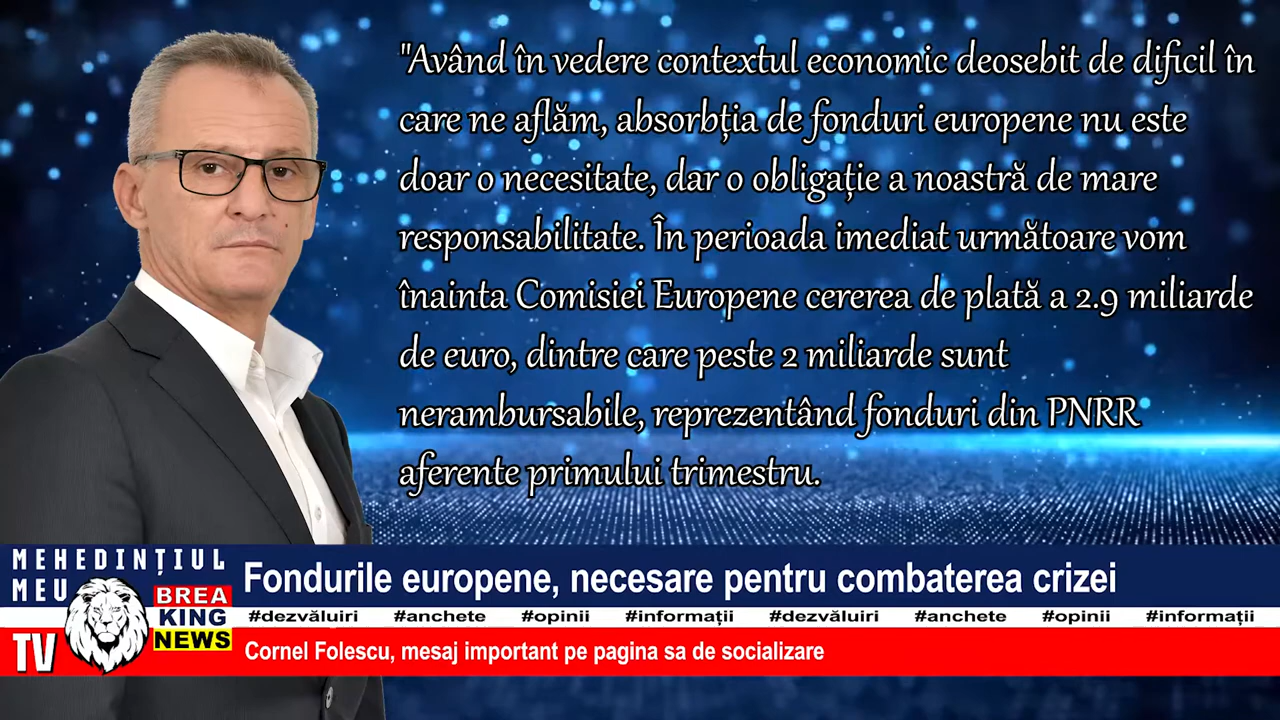 "Având în vedere contextul economic deosebit de dificil în
care ne aflăm, absorbția de fonduri europene nu este
doar o necesitate, dar o obligație a noastră de mare
responsabilitate. În perioada imediat următoare vom
înainta Comisiei Europene cererea de plată a 2.9 miliarde
de euro, dintre care peste 2 miliarde sunt
nerambursabile, reprezentând fonduri din PNRR
aferente primului trimestru.
MEHEDINȚIUL
MEU
TV
BREA
KING
NEWS
Fondurile europene, necesare pentru combaterea crizei
#dezvăluiri #anchete #opinii #informații #dezvăluiri #anchete #opinii #informații
Cornel Folescu, mesaj important pe pagina sa de socializare